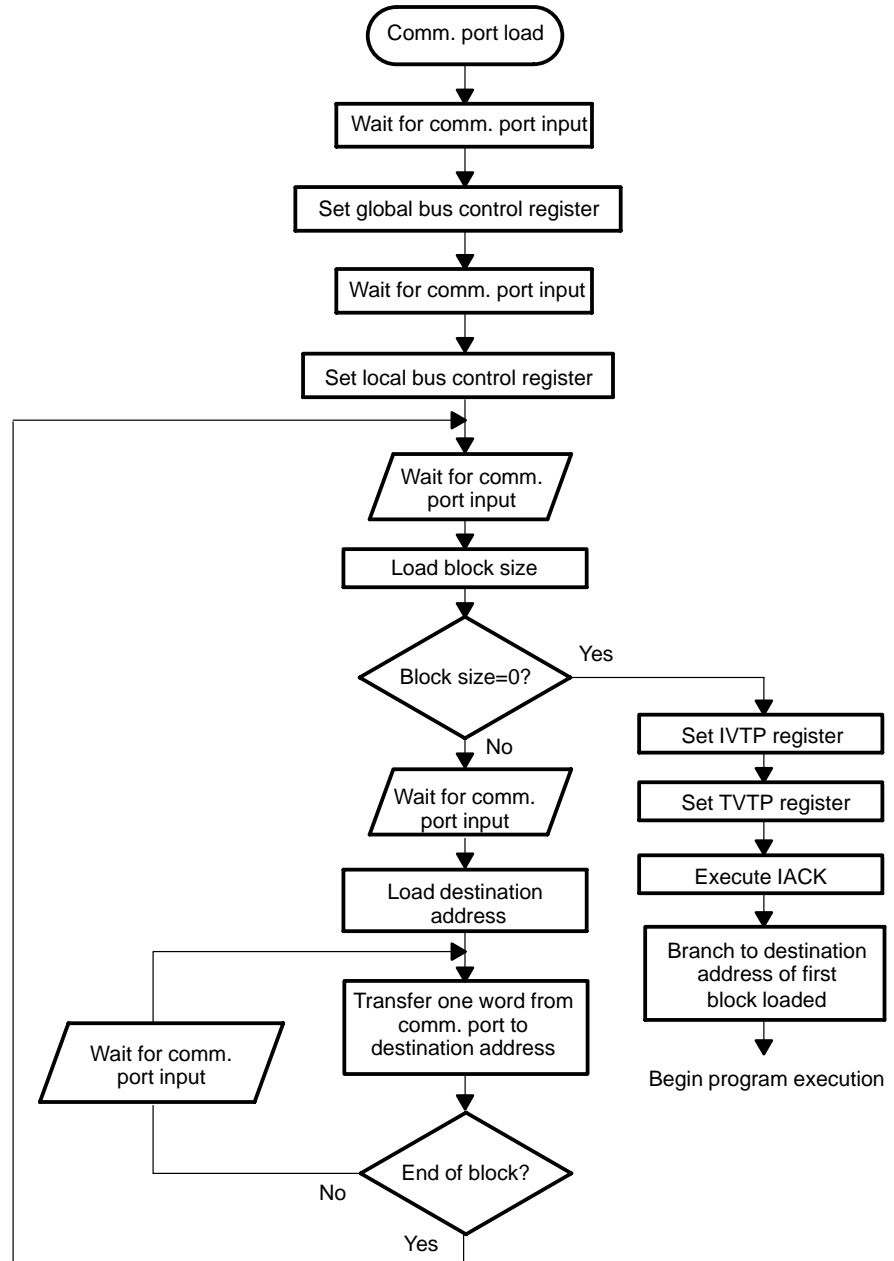 Comm. port load
Wait for comm. port input
Set global bus control register
Wait for comm. port input
Set local bus control register
Wait for comm.
port input
Load block size
Block size=0?
Yes
No
Set IVTP register
Set TVTP register
Execute IACK
Branch to destination
address of first
block loaded
Begin program execution
Wait for comm.
port input
Load destination
address
Transfer one word from
comm. port to
destination address
Wait for comm.
port input
End of block?
No
Yes